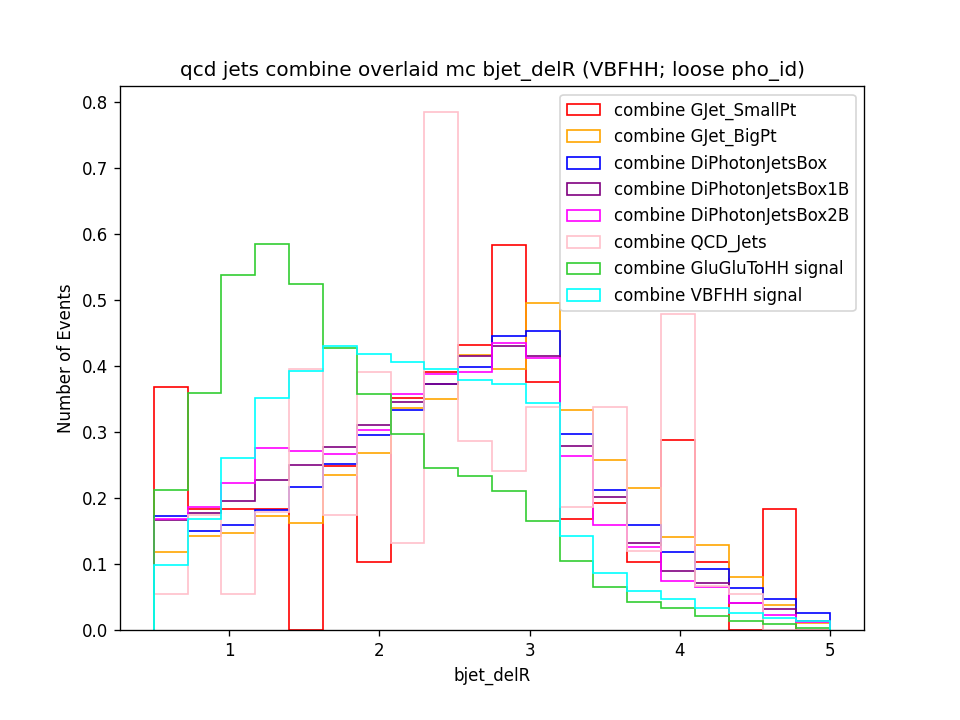 qcd jets combine overlaid mc bjet_delR (VBFHH; loose pho_id)
0.8
0.7
0.6
0.5
0.4
0.3
0.2
0.1
0.0
Number of Events
combine GJet_SmallPt
combine GJet_BigPt
combine DiPhotonJetsBox
combine DiPhotonJetsBox1B
combine DiPhotonJetsBox2B
combine QCD_Jets
combine GluGluToHH signal
combine VBFHH signal
1
2
3
4
5
bjet_delR